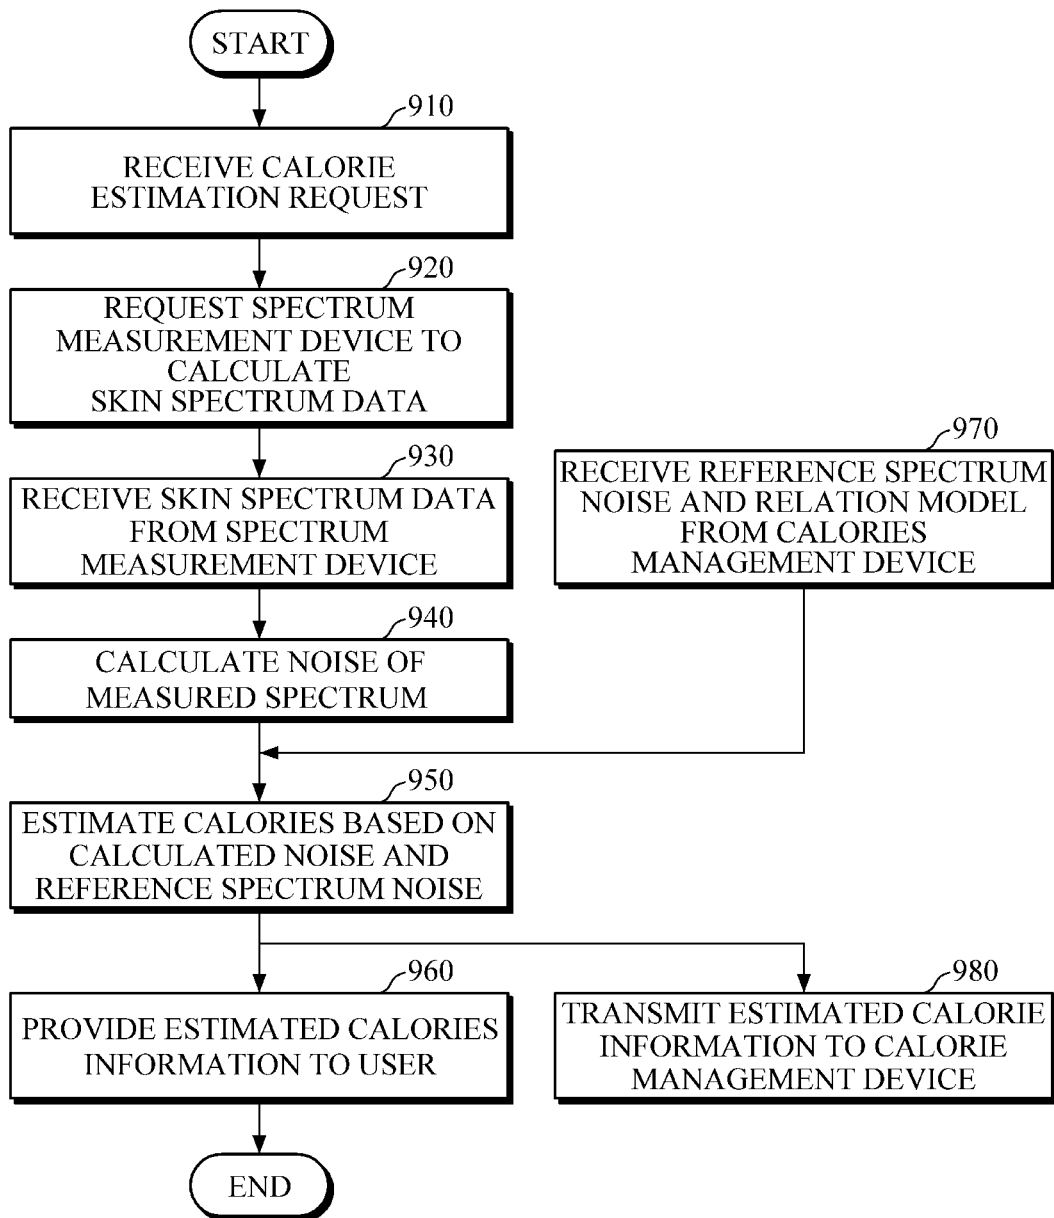 START
910
RECEIVE CALORIE
ESTIMATION REQUEST
920
REQUEST SPECTRUM
MEASUREMENT DEVICE TO
CALCULATE
SKIN SPECTRUM DATA
930
RECEIVE SKIN SPECTRUM DATA
FROM SPECTRUM
MEASUREMENT DEVICE
970
RECEIVE REFERENCE SPECTRUM
NOISE AND RELATION MODEL
FROM CALORIES
MANAGEMENT DEVICE
940
CALCULATE NOISE OF
MEASURED SPECTRUM
950
ESTIMATE CALORIES BASED ON
CALCULATED NOISE AND
REFERENCE SPECTRUM NOISE
960
PROVIDE ESTIMATED CALORIES
INFORMATION TO USER
980
TRANSMIT ESTIMATED CALORIE
INFORMATION TO CALORIE
MANAGEMENT DEVICE
END